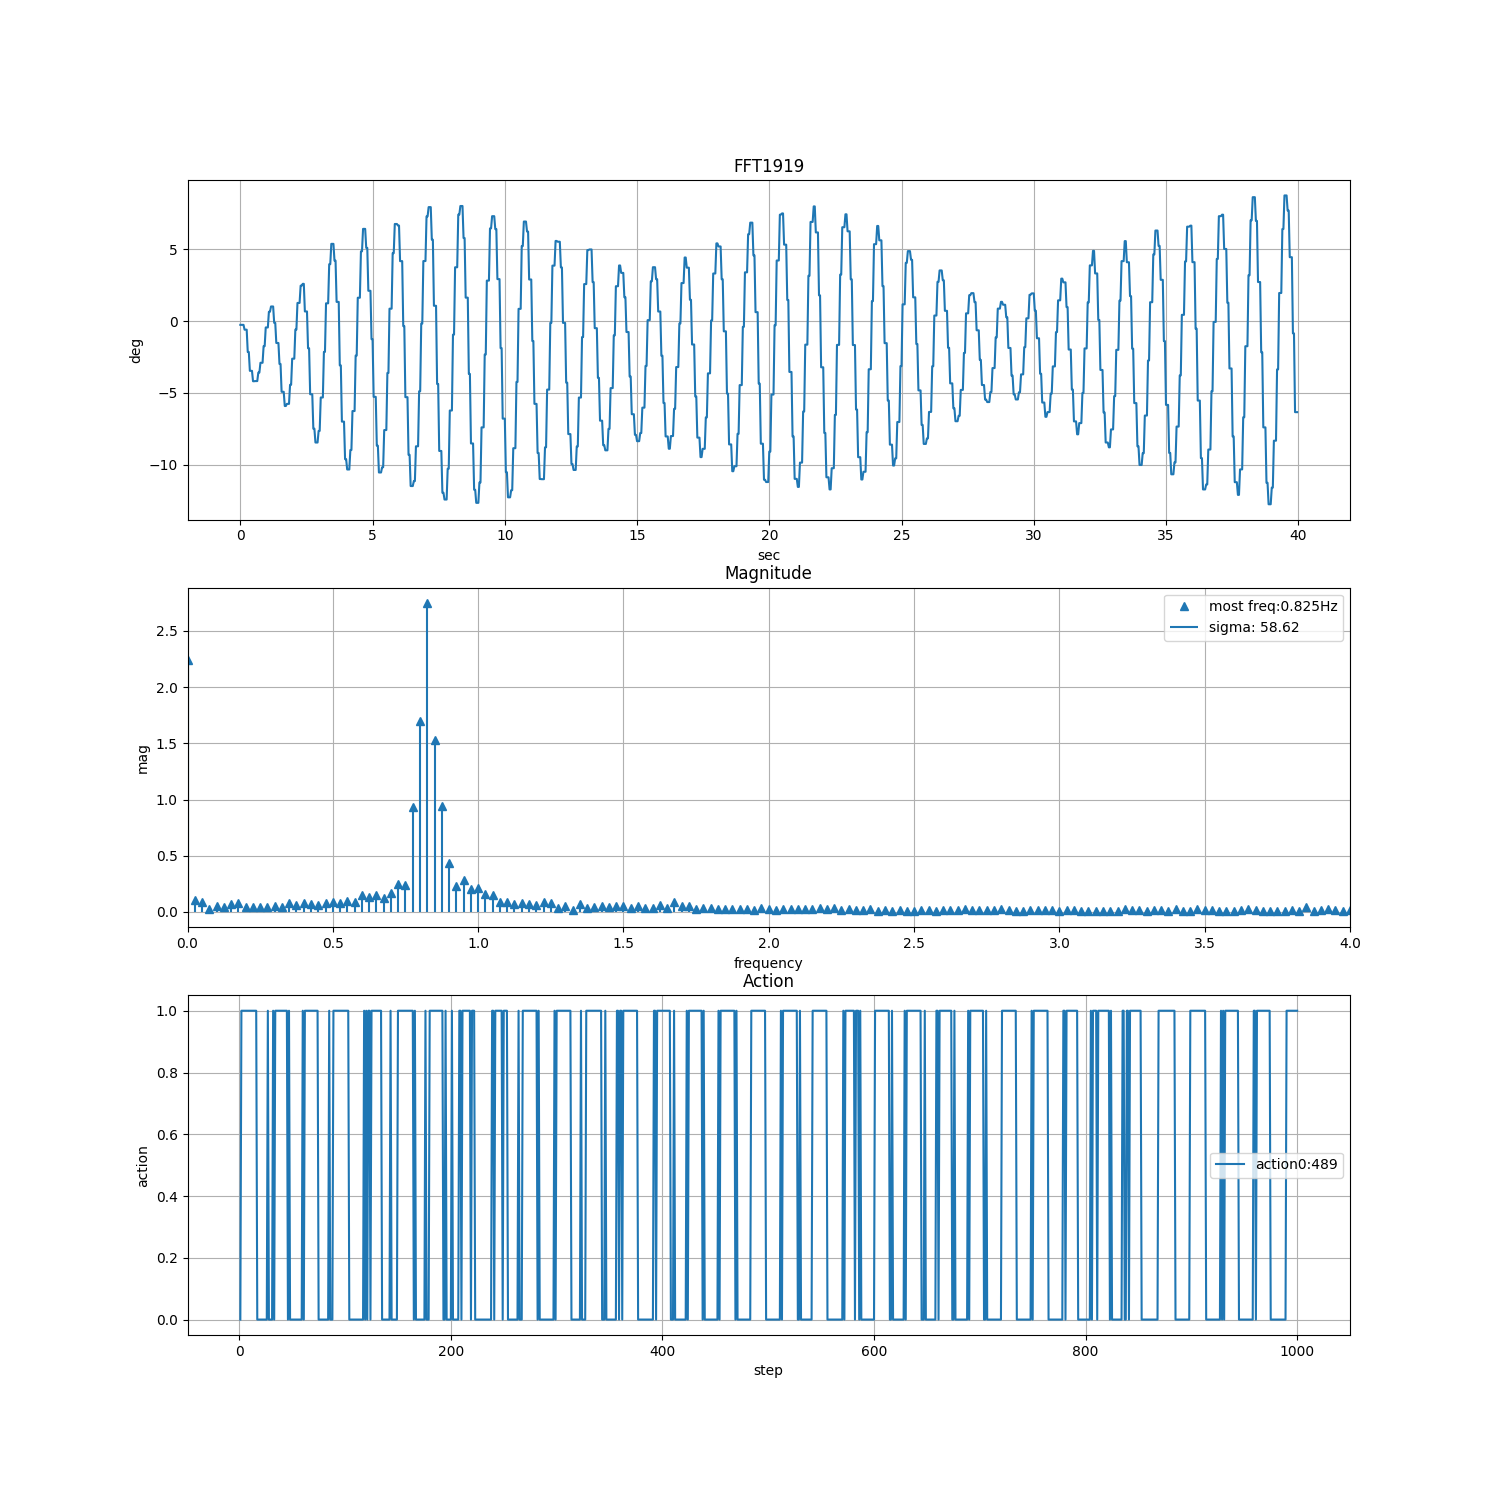 FFT1919
5
0
−5
−10
deg
0 5 10 15 20 25 30 35 40
sec
Magnitude
most freq:0.825Hz
sigma: 58.62
2.5
2.0
1.5
1.0
0.5
0.0
mag
0.0 0.5 1.0 1.5 2.0 2.5 3.0 3.5 4.0
frequency
Action
1.0
0.8
0.6
0.4
0.2
0.0
action
action0:489
0 200 400 600 800 1000
step